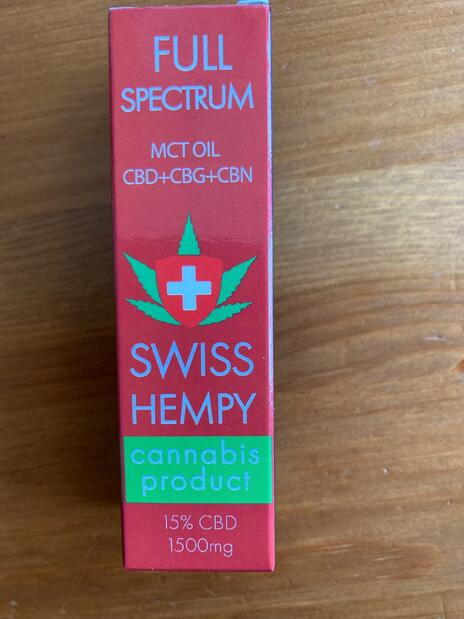 FULL
SPECTRUM
MCT OIL
CBD+CBG+CBN
SWISS
HEMPY
cannabis
product
15% CBD
1500mg